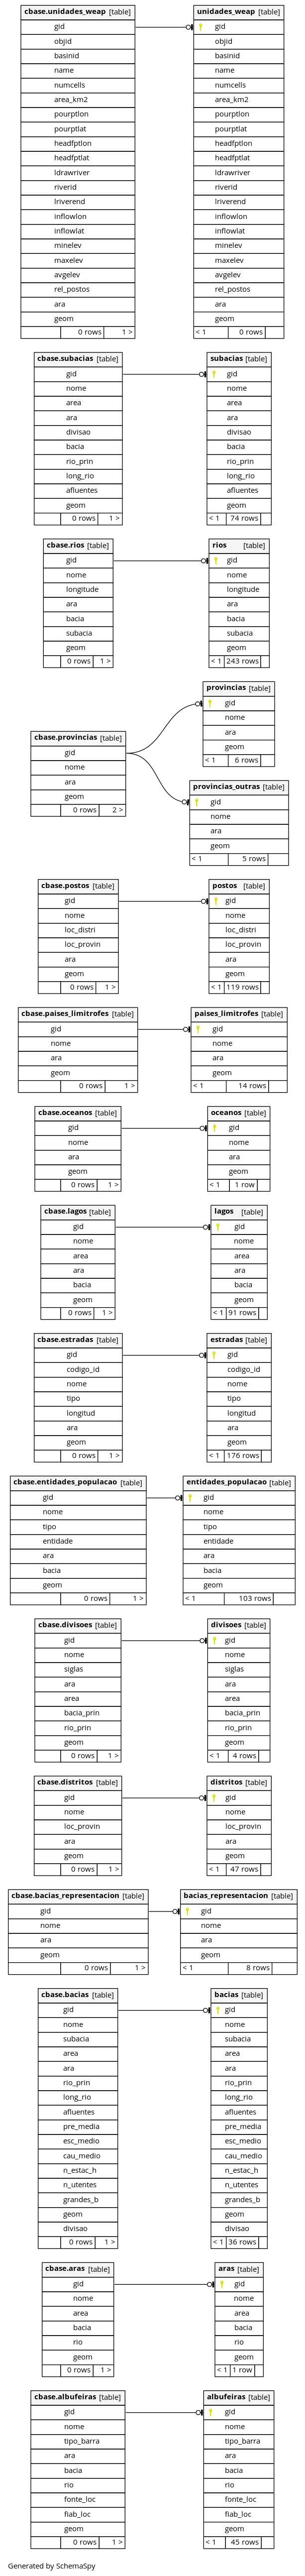 cbase.unidades_weap [table]
gid
objid
basinid
name
numcells
area_km2
pourptlon
pourptlat
headfptlon
headfptlat
ldrawriver
riverid
lriverend
inflowlon
inflowlat
minelev
maxelev
avgelev
rel_postos
ara
geom
0 rows 1 >
unidades_weap [table]
gid
objid
basinid
name
numcells
area_km2
pourptlon
pourptlat
headfptlon
headfptlat
ldrawriver
riverid
lriverend
inflowlon
inflowlat
minelev
maxelev
avgelev
rel_postos
ara
geom
< 1 0 rows
cbase.subacias [table]
gid
nome
area
ara
divisao
bacia
rio_prin
long_rio
afluentes
geom
0 rows 1 >
subacias [table]
gid
nome
area
ara
divisao
bacia
rio_prin
long_rio
afluentes
geom
< 1 74 rows
cbase.rios [table]
gid
nome
longitude
ara
bacia
subacia
geom
0 rows 1 >
rios [table]
gid
nome
longitude
ara
bacia
subacia
geom
< 1 243 rows
cbase.provincias [table]
gid
nome
ara
geom
0 rows 2 >
provincias [table]
gid
nome
ara
geom
< 1 6 rows
provincias_outras [table]
gid
nome
ara
geom
< 1 5 rows
cbase.postos [table]
gid
nome
loc_distri
loc_provin
ara
geom
0 rows 1 >
postos [table]
gid
nome
loc_distri
loc_provin
ara
geom
< 1 119 rows
cbase.paises_limitrofes [table]
gid
nome
ara
geom
0 rows 1 >
paises_limitrofes [table]
gid
nome
ara
geom
< 1 14 rows
cbase.oceanos [table]
gid
nome
ara
geom
0 rows 1 >
oceanos [table]
gid
nome
ara
geom
< 1 1 row
cbase.lagos [table]
gid
nome
area
ara
bacia
geom
0 rows 1 >
lagos [table]
gid
nome
area
ara
bacia
geom
< 1 91 rows
cbase.estradas [table]
gid
codigo_id
nome
tipo
longitud
ara
geom
0 rows 1 >
estradas [table]
gid
codigo_id
nome
tipo
longitud
ara
geom
< 1 176 rows
cbase.entidades_populacao [table]
gid
nome
tipo
entidade
ara
bacia
geom
0 rows 1 >
entidades_populacao [table]
gid
nome
tipo
entidade
ara
bacia
geom
< 1 103 rows
cbase.divisoes [table]
gid
nome
siglas
ara
area
bacia_prin
rio_prin
geom
0 rows 1 >
divisoes [table]
gid
nome
siglas
ara
area
bacia_prin
rio_prin
geom
< 1 4 rows
cbase.distritos [table]
gid
nome
loc_provin
ara
geom
0 rows 1 >
distritos [table]
gid
nome
loc_provin
ara
geom
< 1 47 rows
cbase.bacias_representacion [table]
gid
nome
ara
geom
0 rows 1 >
bacias_representacion [table]
gid
nome
ara
geom
< 1 8 rows
cbase.bacias [table]
gid
nome
subacia
area
ara
rio_prin
long_rio
afluentes
pre_media
esc_medio
cau_medio
n_estac_h
n_utentes
grandes_b
geom
divisao
0 rows 1 >
bacias [table]
gid
nome
subacia
area
ara
rio_prin
long_rio
afluentes
pre_media
esc_medio
cau_medio
n_estac_h
n_utentes
grandes_b
geom
divisao
< 1 36 rows
cbase.aras [table]
gid
nome
area
bacia
rio
geom
0 rows 1 >
aras [table]
gid
nome
area
bacia
rio
geom
< 1 1 row
cbase.albufeiras [table]
gid
nome
tipo_barra
ara
bacia
rio
fonte_loc
fiab_loc
geom
0 rows 1 >
albufeiras [table]
gid
nome
tipo_barra
ara
bacia
rio
fonte_loc
fiab_loc
geom
< 1 45 rows
Generated by SchemaSpy